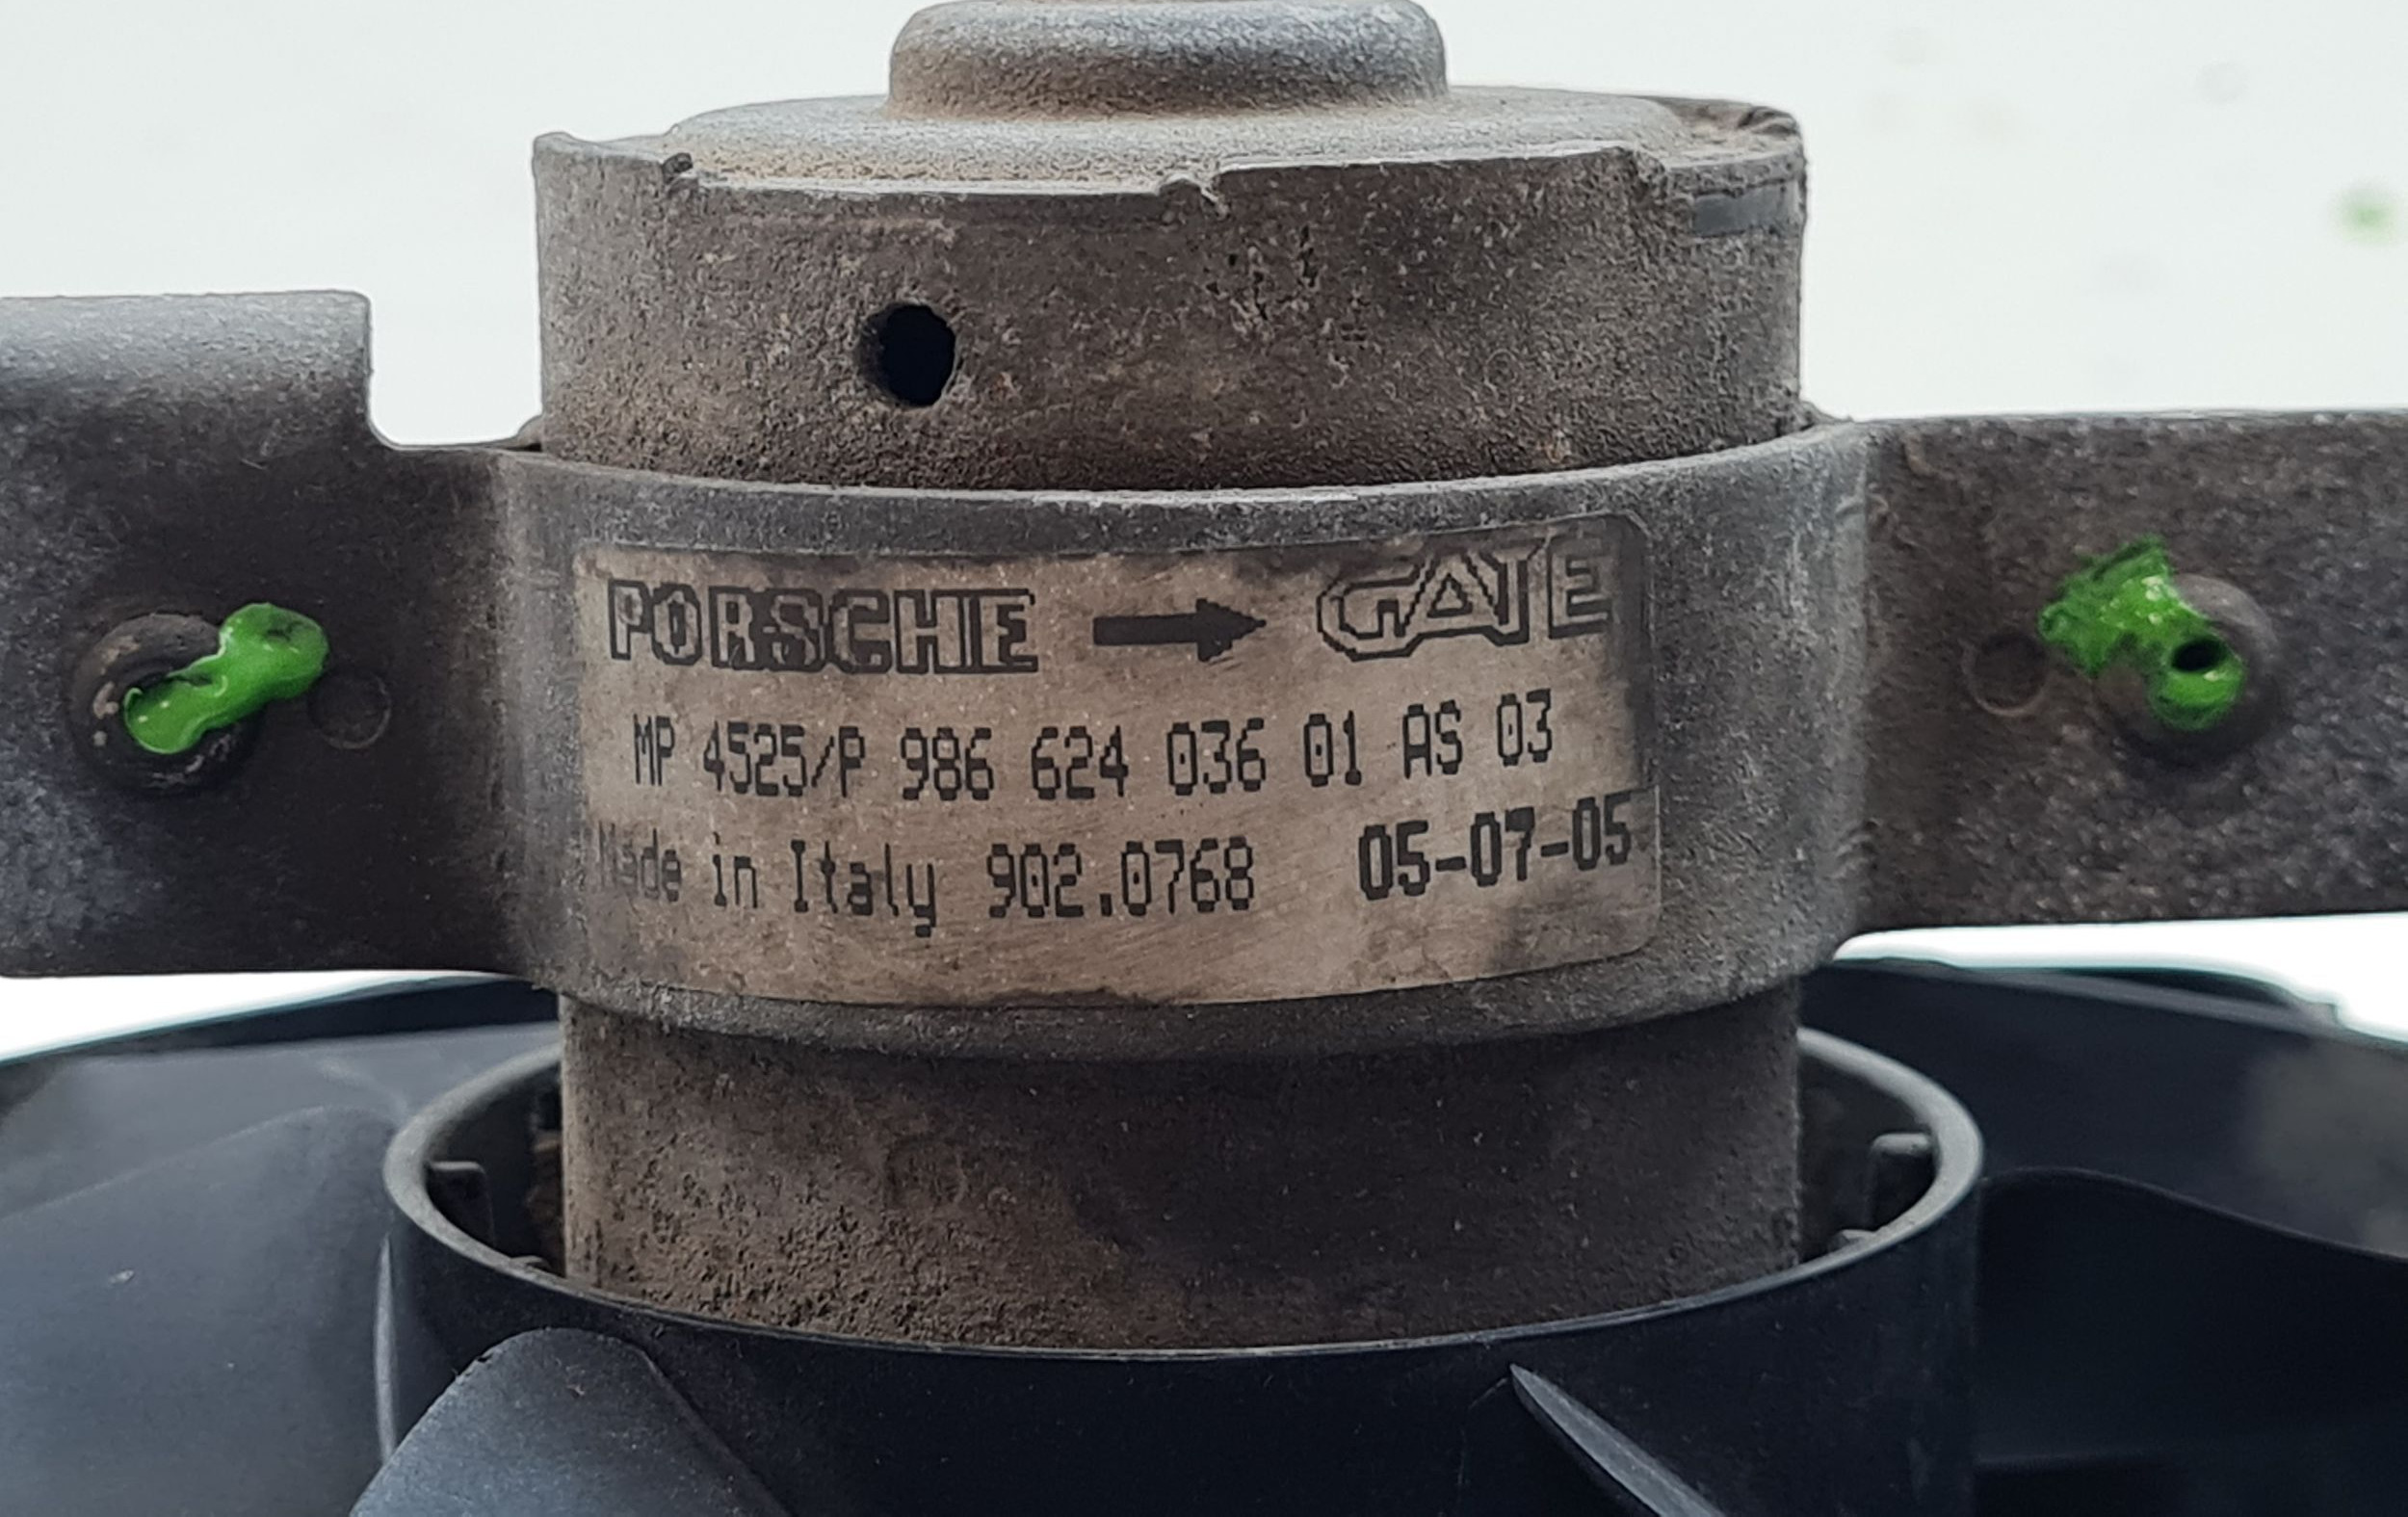 PORSCHE → GATE
MP 4525/P 986 624 036 01 AS 03
Made in Italy 902.0768 05-07-05